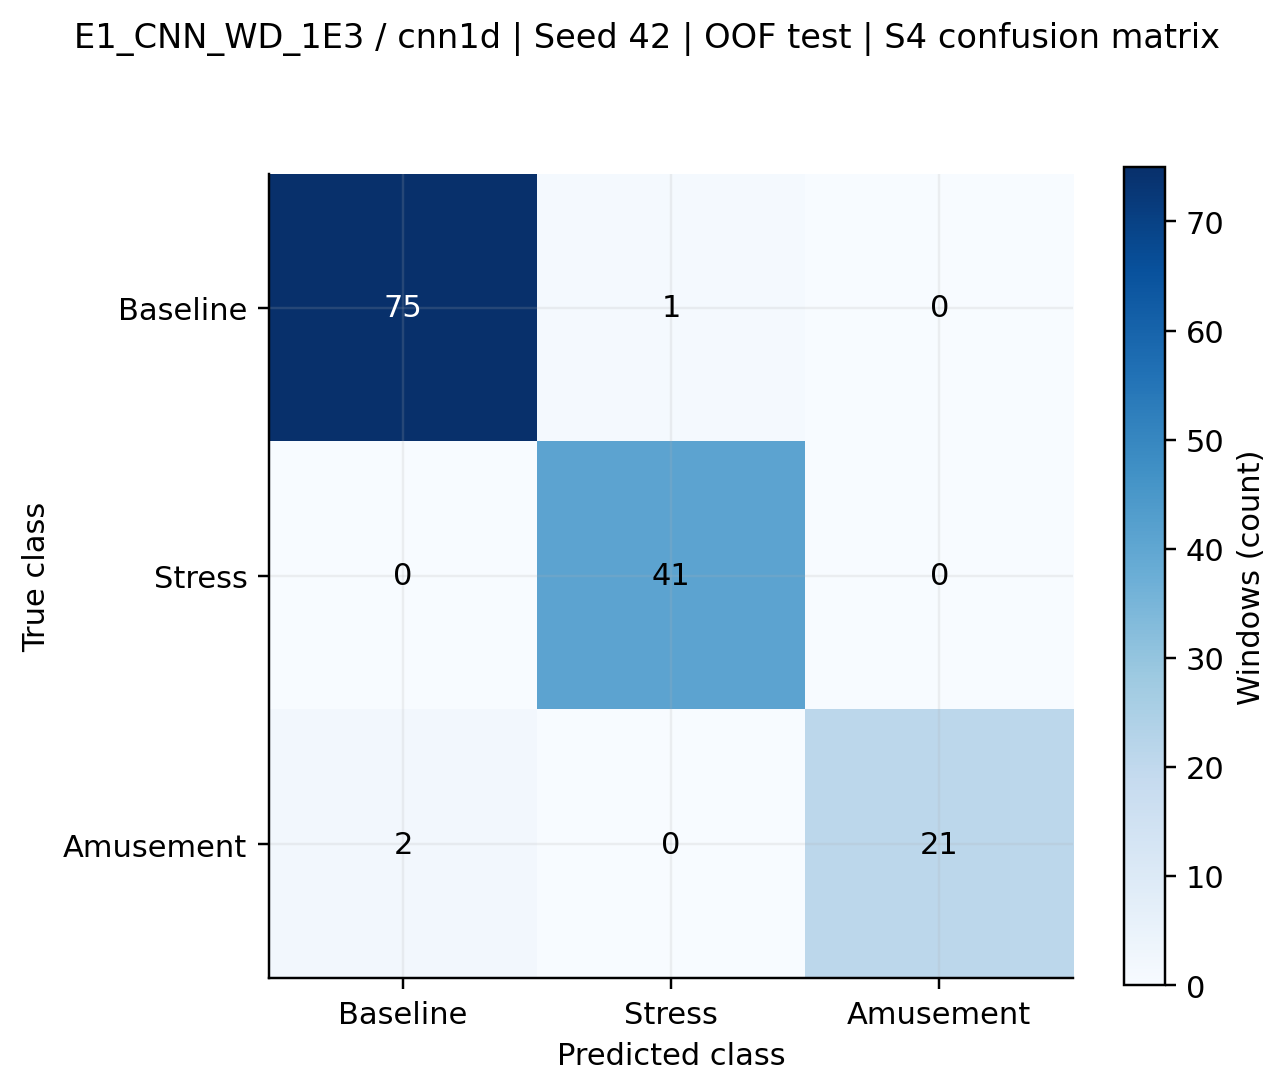 E1_CNN_WD_1E3 / cnn1d | Seed 42 | OOF test | S4 confusion matrix
Baseline 75 1 0
Stress 0 41 0
Amusement 2 0 21
Baseline Stress Amusement
Predicted class
True class
70
60
50
40
30
20
10
0
Windows (count)